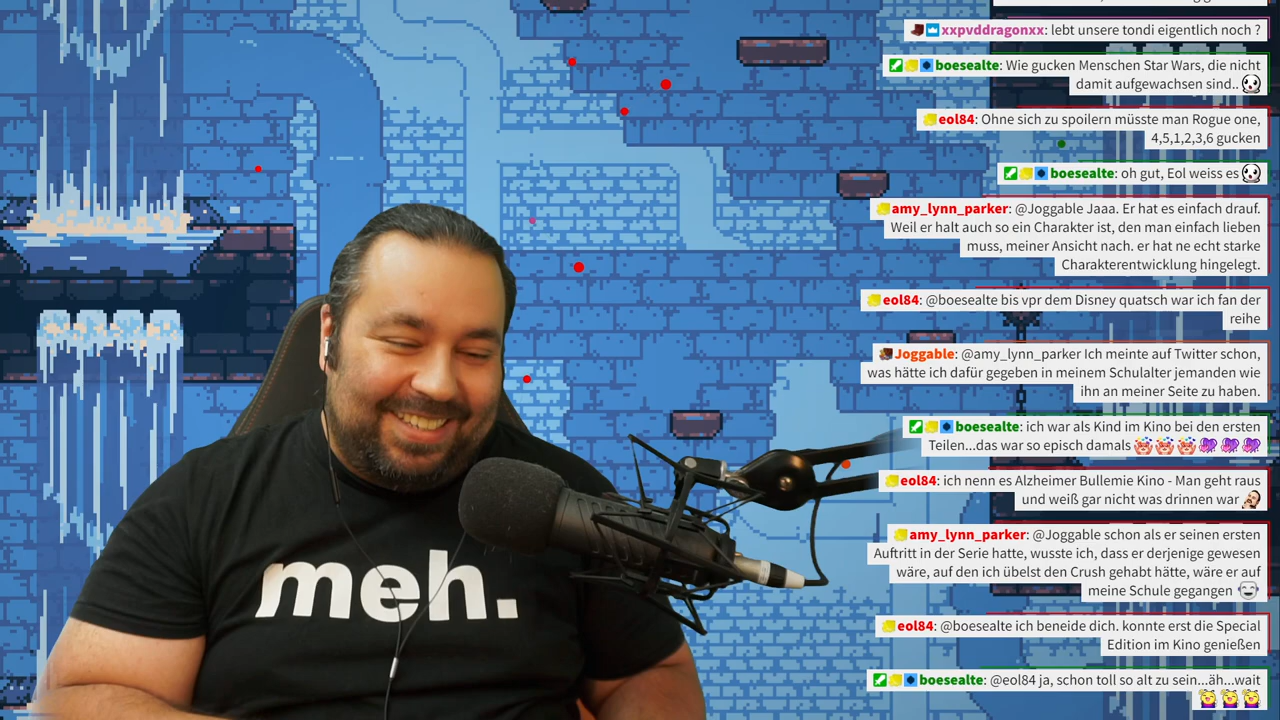 xxpvddragonxx: lebt unsere tondi eigentlich noch ?
boesealte: Wie gucken Menschen Star Wars, die nicht
damit aufgewachsen sind..
eol84: Ohne sich zu spoilern müsste man Rogue one,
4,5,1,2,3,6 gucken
boesealte: oh gut, Eol weiss es
amy_lynn_parker: @Joggable Jaaa. Er hat es einfach drauf.
Weil er halt auch so ein Charakter ist, den man einfach lieben
muss, meiner Ansicht nach. er hat ne echt starke
Charakterentwicklung hingelegt.
eol84: @boesealte bis vpr dem Disney quatsch war ich fan der
reihe
Joggable: @amy_lynn_parker Ich meinte auf Twitter schon,
was hätte ich dafür gegeben in meinem Schulalter jemanden wie
ihn an meiner Seite zu haben.
boesealte: ich war als Kind im Kino bei den ersten
Teilen...das war so episch damals
eol84: ich nenn es Alzheimer Bullemie Kino - Man geht raus
und weiß gar nicht was drinnen war
amy_lynn_parker: @Joggable schon als er seinen ersten
Auftritt in der Serie hatte, wusste ich, dass er derjenige gewesen
wäre, auf den ich übelst den Crush gehabt hätte, wäre er auf
meine Schule gegangen
eol84: @boesealte ich beneide dich. konnte erst die Special
Edition im Kino genießen
boesealte: @eol84 ja, schon toll so alt zu sein...äh...wait
meh.